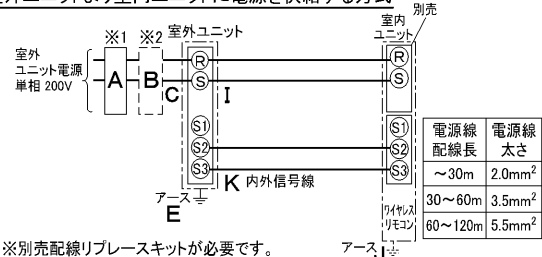 室外ユニットより室内ユニットに電源を供給する方式
※1 ※2 室外ユニット
室内
ユニット
別売
室外
ユニット電源
単相 200V
A
B
C
R
S
I
R
S
S1
S2
S3
S1
S2
S3
K 内外信号線
アース
E
ワイヤレス
リモコン
アース
J
電源線
配線長
電源線
太さ
～30m 2.0mm²
30～60m 3.5mm²
60～120m 5.5mm²
※別売配線リプレースキットが必要です。